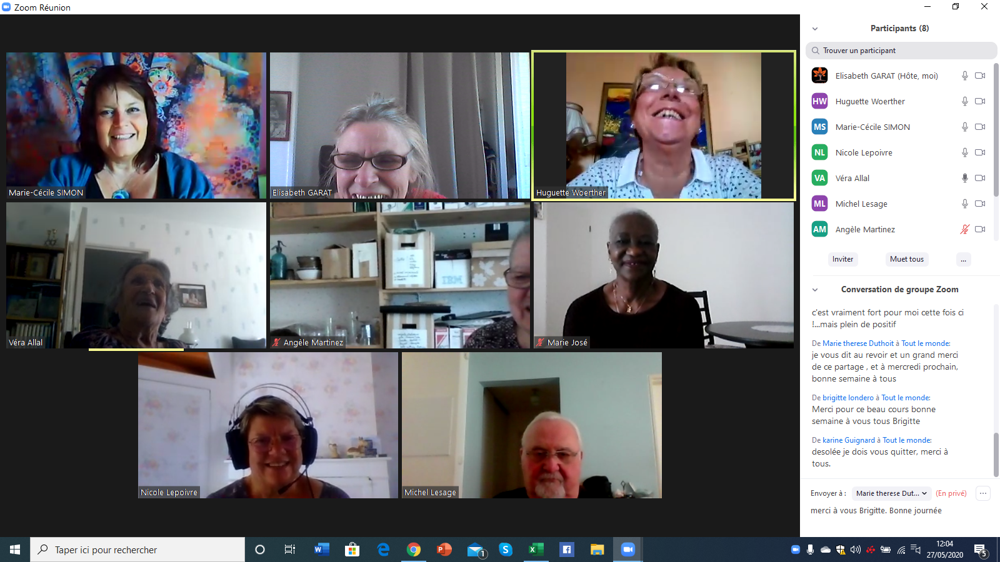 Zoom Réunion
Marie-Cécile SIMON
Elisabeth GARAT
Huguette Woerther
Véra Allal
Angèle Martinez
IBM
Marie José
Nicole Lepoivre
Michel Lesage
Participants (8)
Trouver un participant
Elisabeth GARAT (Hôte, moi)
HW Huguette Woerther
MS Marie-Cécile SIMON
NL Nicole Lepoivre
VA Véra Allal
ML Michel Lesage
AM Angèle Martinez
Inviter Muet tous ...
Conversation de groupe Zoom
c'est vraiment fort pour moi cette fois ci
!...mais plein de positif
De Marie therese Duthoit à Tout le monde:
je vous dit au revoir et un grand merci
de ce partage , et à mercredi prochain,
bonne semaine à tous
De brigitte londero à Tout le monde:
Merci pour ce beau cours bonne
semaine à vous tous Brigitte
De karine Guignard à Tout le monde:
desolée je dois vous quitter, merci à
tous.
Envoyer à : Marie therese Dut... (En privé) ...
merci à vous Brigitte. Bonne journée
Taper ici pour rechercher
1
12:04
27/05/2020
5